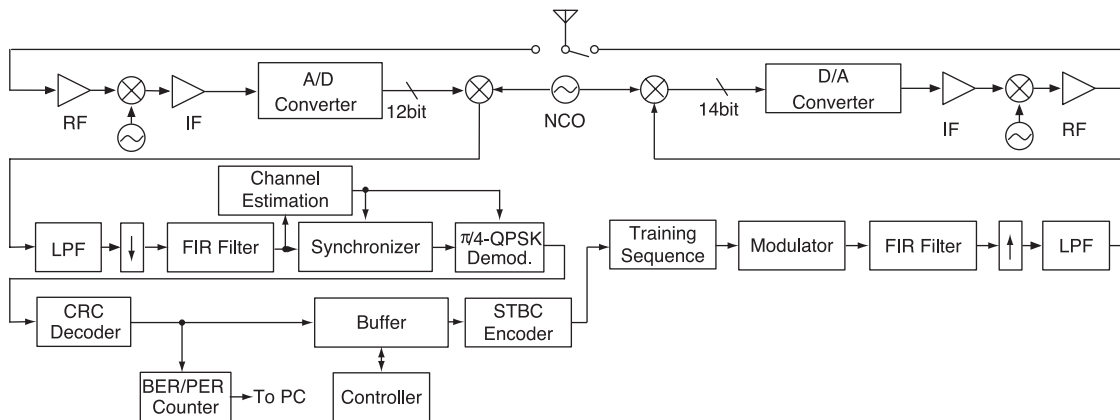 A/D
Converter
D/A
Converter
RF
IF
12bit
NCO
14bit
IF
RF
Channel
Estimation
LPF
FIR Filter
Synchronizer
π/4-QPSK
Demod.
Training
Sequence
Modulator
FIR Filter
LPF
CRC
Decoder
Buffer
STBC
Encoder
BER/PER
Counter
To PC
Controller